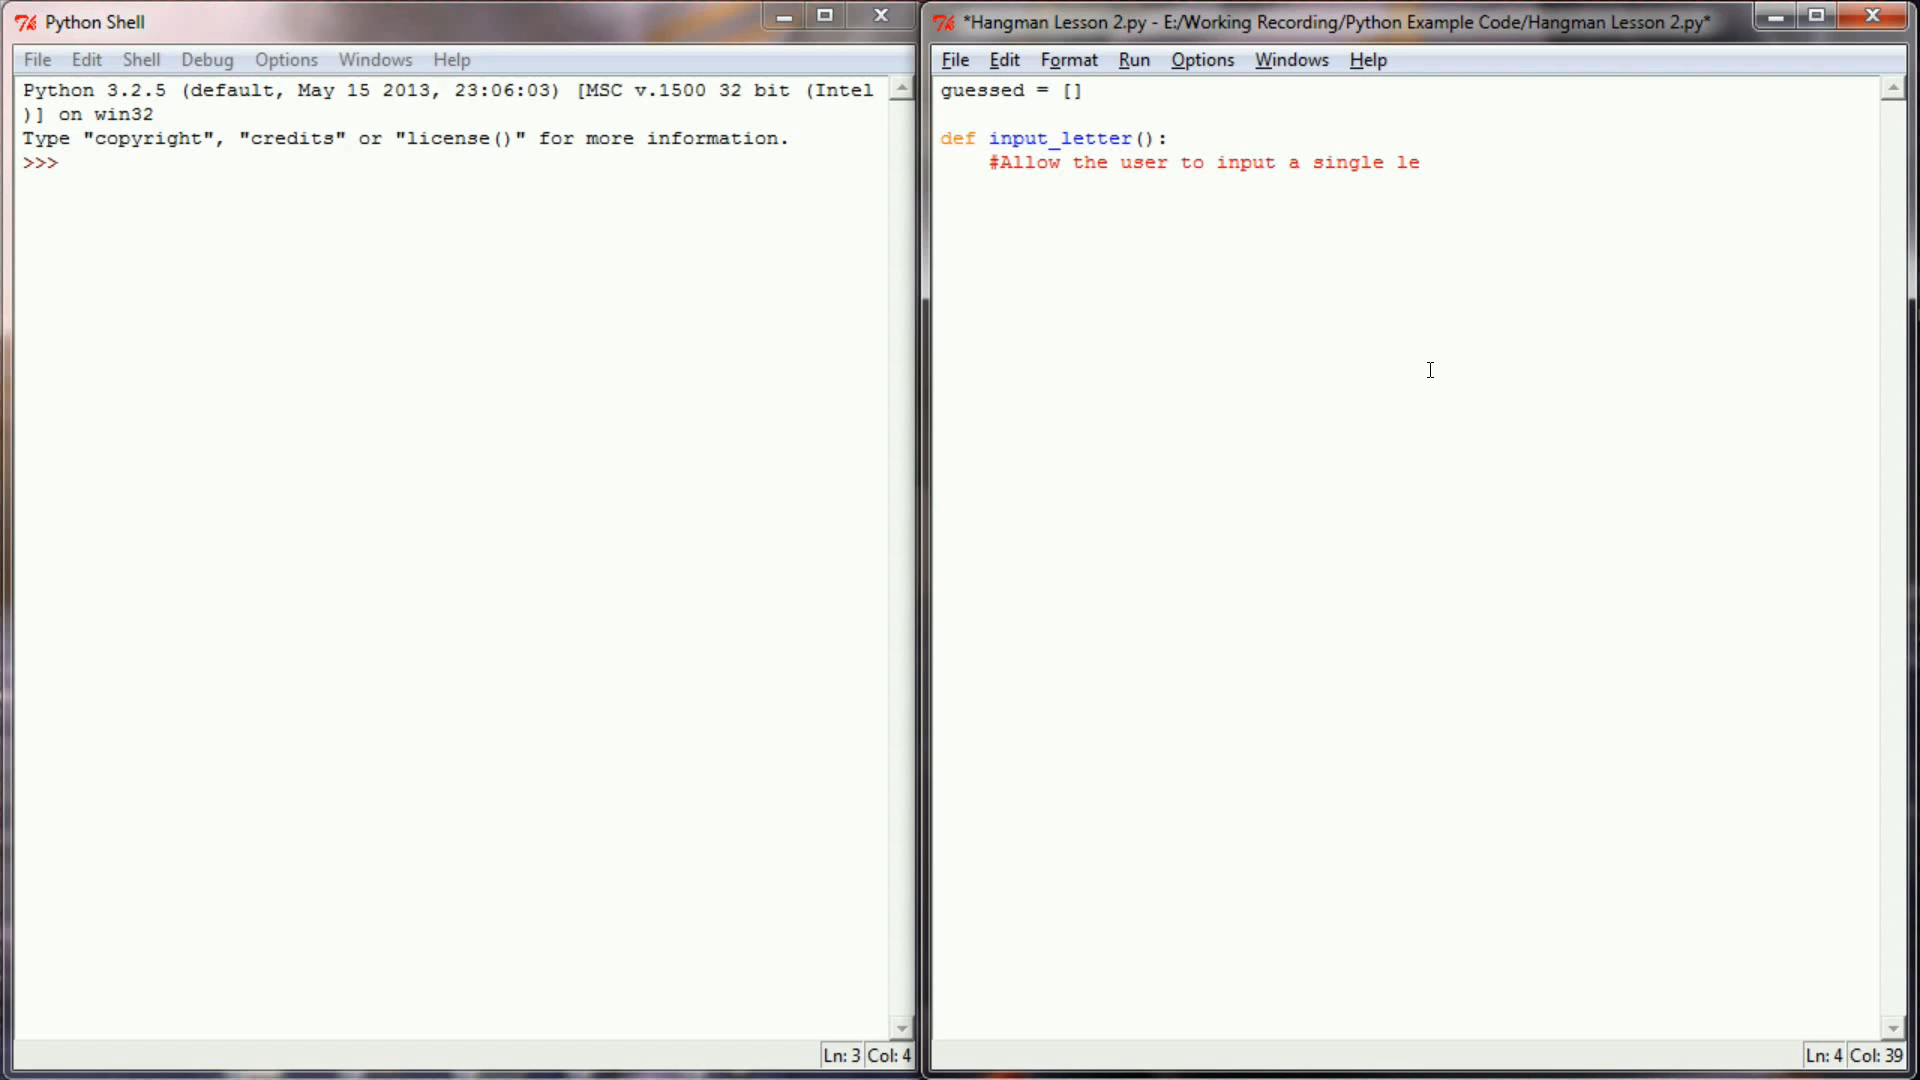 Python Shell
File Edit Shell Debug Options Windows Help
Python 3.2.5 (default, May 15 2013, 23:06:03) [MSC v.1500 32 bit (Intel
)] on win32
Type "copyright", "credits" or "license()" for more information.
>>>
Ln: 3 Col: 4
*Hangman Lesson 2.py - E:/Working Recording/Python Example Code/Hangman Lesson 2.py*
File Edit Format Run Options Windows Help
guessed = []
def input_letter():
    #Allow the user to input a single le
Ln: 4 Col: 39